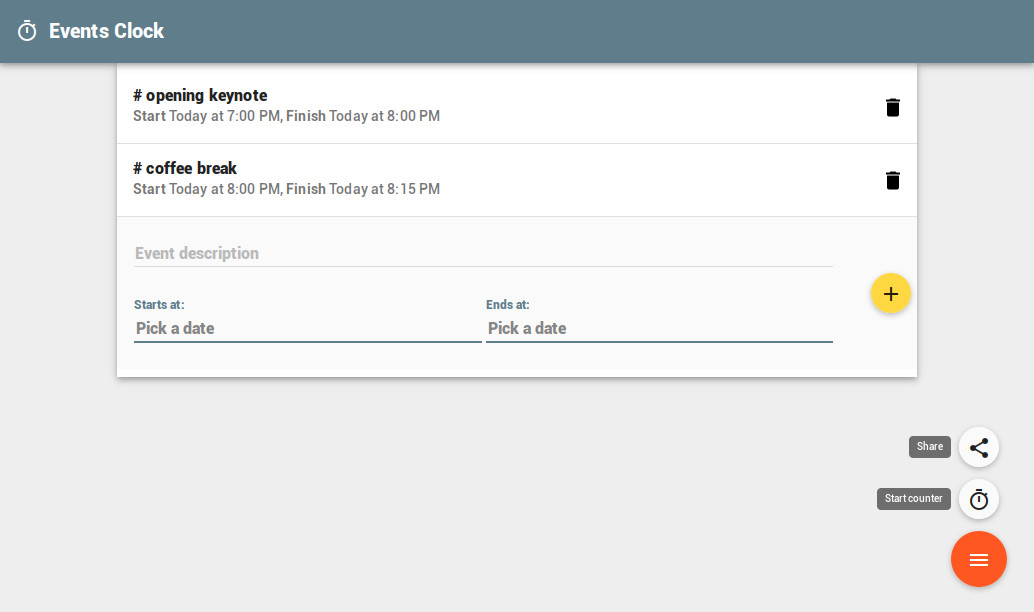 Events Clock
# opening keynote
Start Today at 7:00 PM, Finish Today at 8:00 PM
# coffee break
Start Today at 8:00 PM, Finish Today at 8:15 PM
Event description
Starts at: Ends at:
Pick a date Pick a date
Share
Start counter